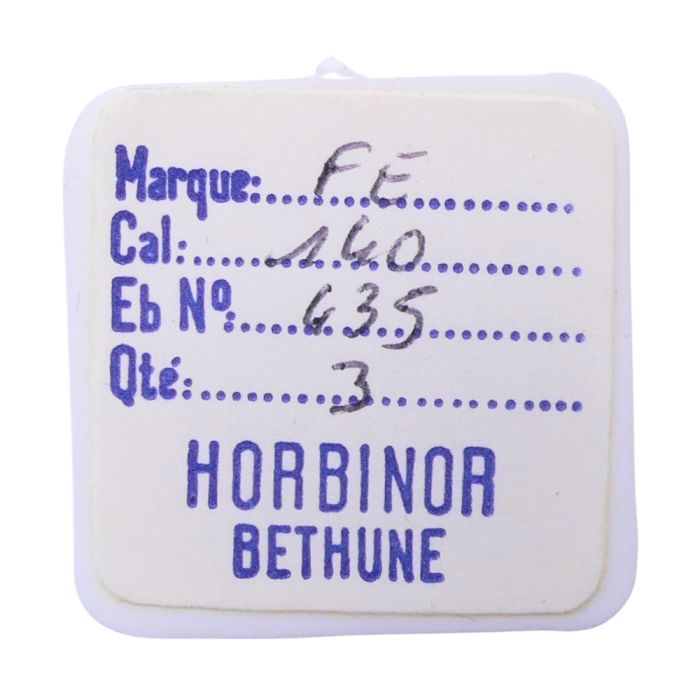 Marque: FE
Cal: 140
Eb Nº: 435
Qté: 3
HORBINOR
BETHUNE